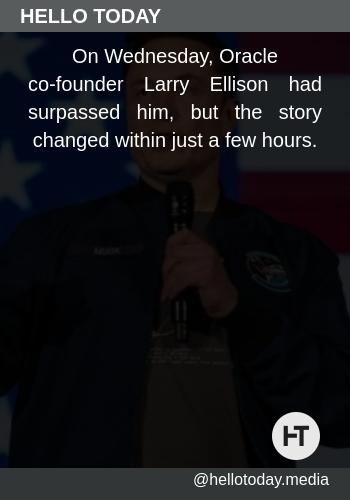 HELLO TODAY
On Wednesday, Oracle
co-founder Larry Ellison had
surpassed him, but the story
changed within just a few hours.
HT
@hellotoday.media